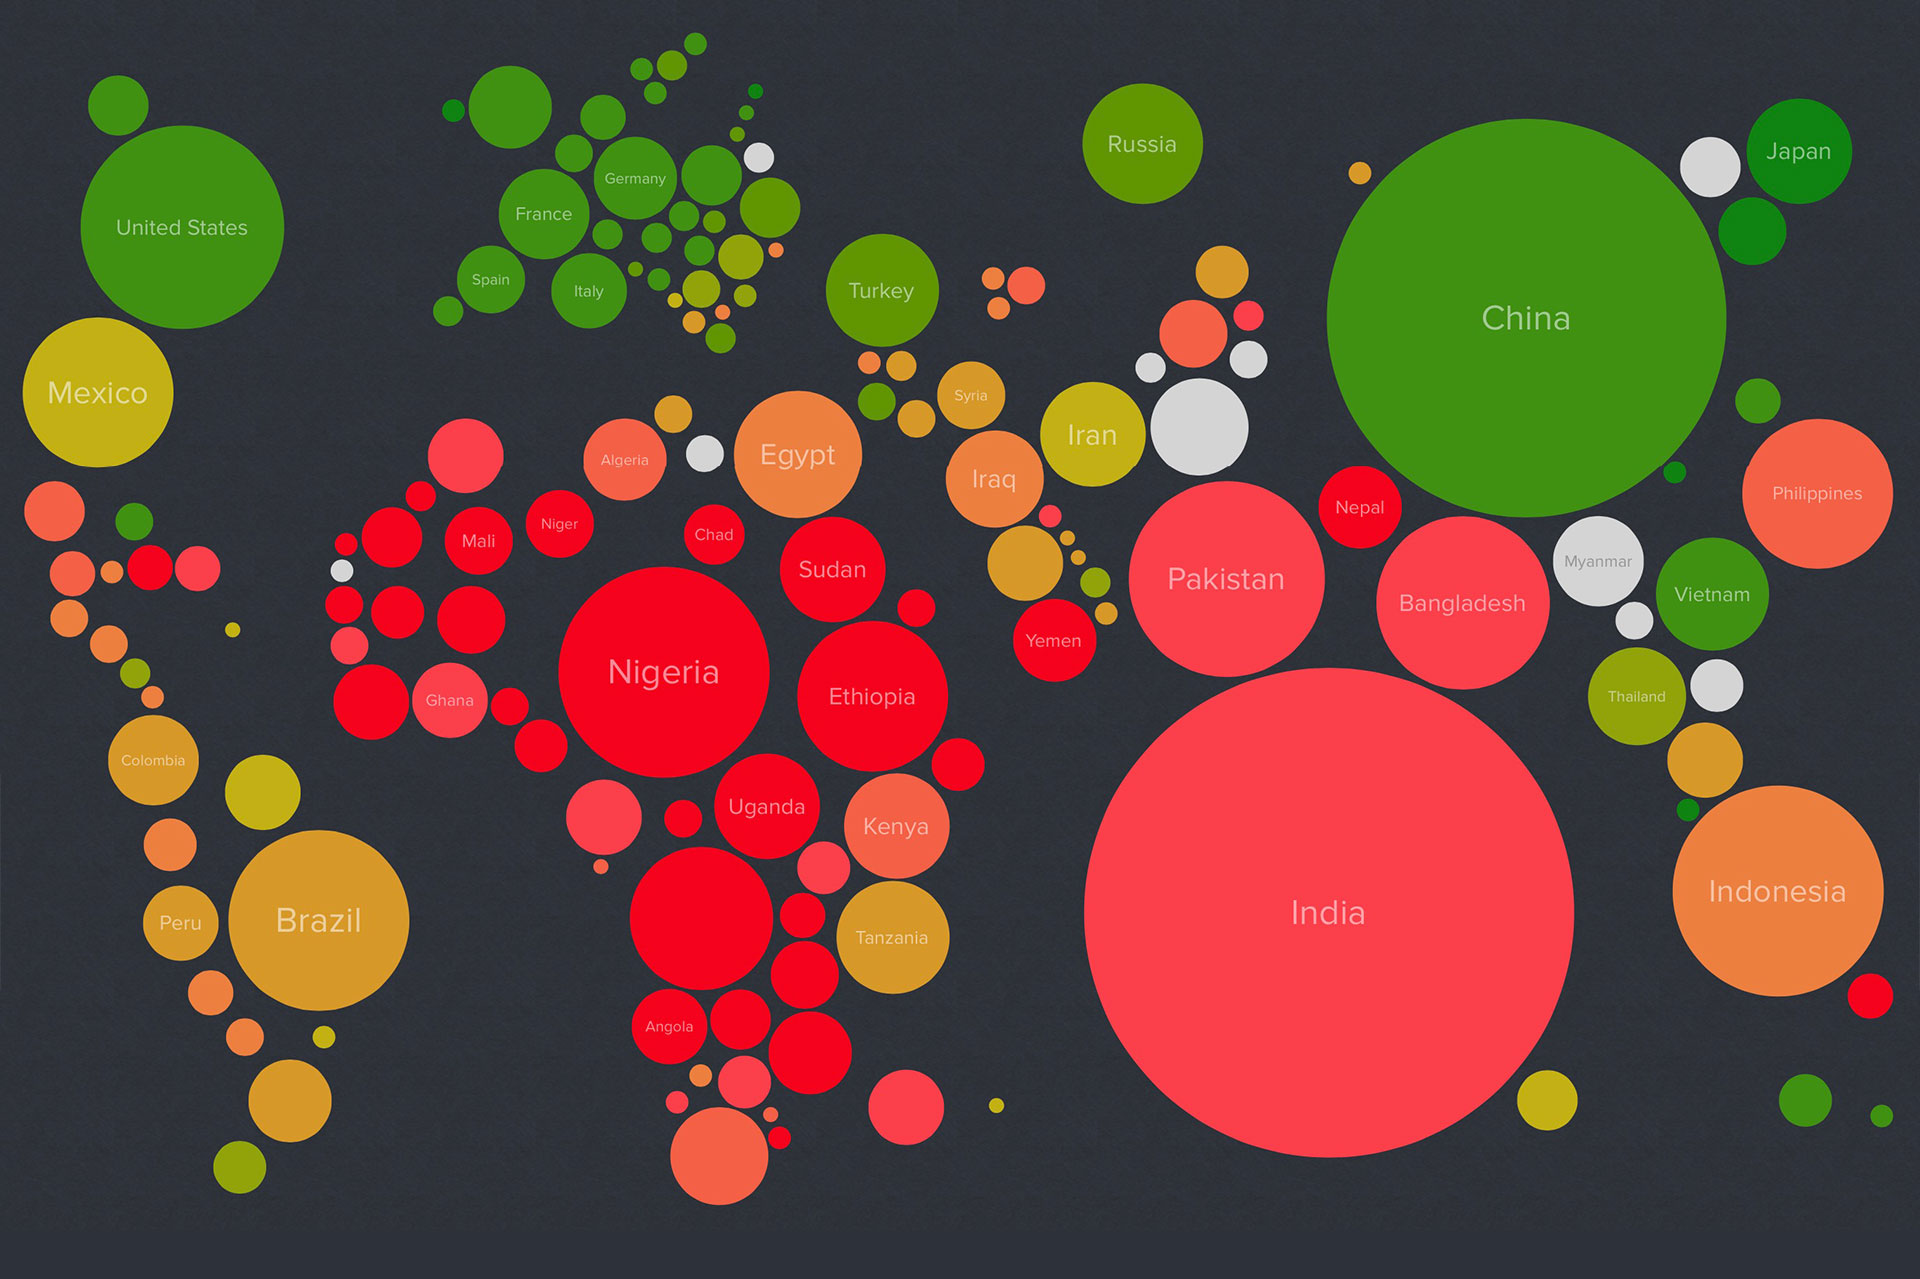 United States
Mexico
Germany
France
Spain
Italy
Russia
Japan
Turkey
China
Syria
Iran
Egypt
Algeria
Iraq
Philippines
Nepal
Niger
Chad
Mali
Sudan
Myanmar
Pakistan
Bangladesh
Vietnam
Yemen
Nigeria
Ethiopia
Ghana
Thailand
Colombia
Uganda
Kenya
Indonesia
India
Peru
Brazil
Tanzania
Angola